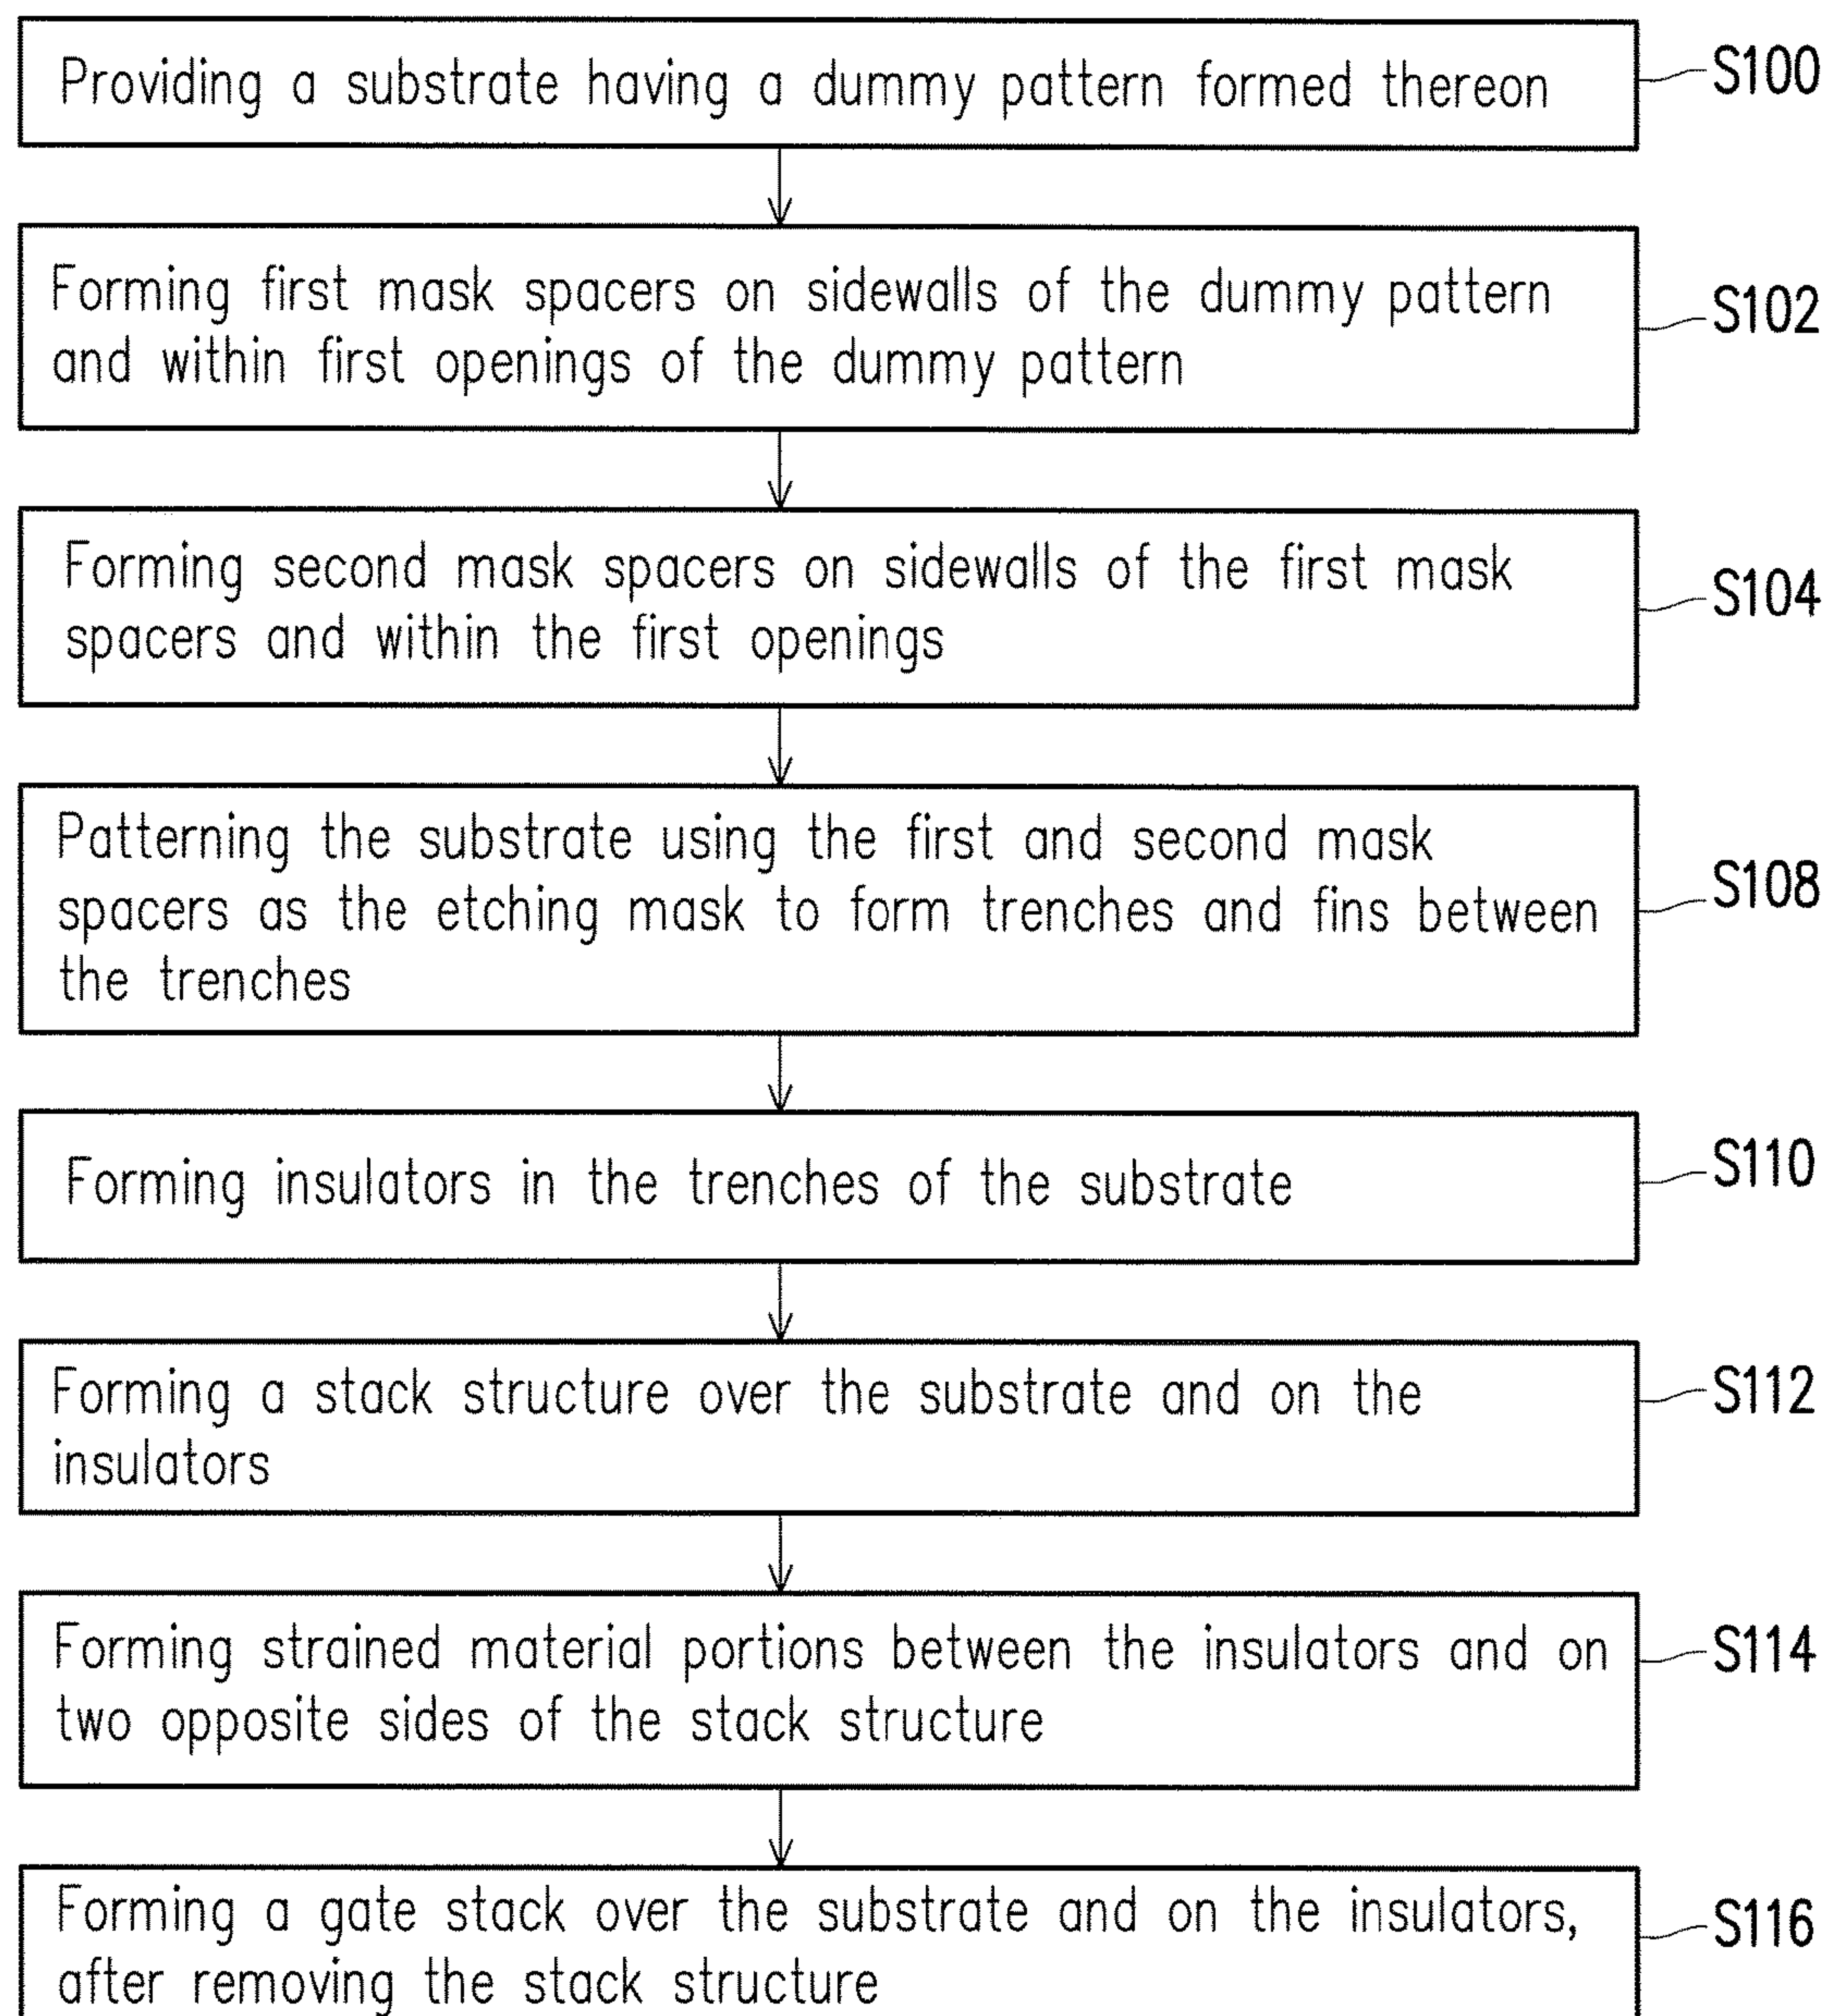 Providing a substrate having a dummy pattern formed thereon
S100
Forming first mask spacers on sidewalls of the dummy pattern
and within first openings of the dummy pattern
S102
Forming second mask spacers on sidewalls of the first mask
spacers and within the first openings
S104
Patterning the substrate using the first and second mask
spacers as the etching mask to form trenches and fins between
the trenches
S108
Forming insulators in the trenches of the substrate
S110
Forming a stack structure over the substrate and on the
insulators
S112
Forming strained material portions between the insulators and on
two opposite sides of the stack structure
S114
Forming a gate stack over the substrate and on the insulators,
after removing the stack structure
S116